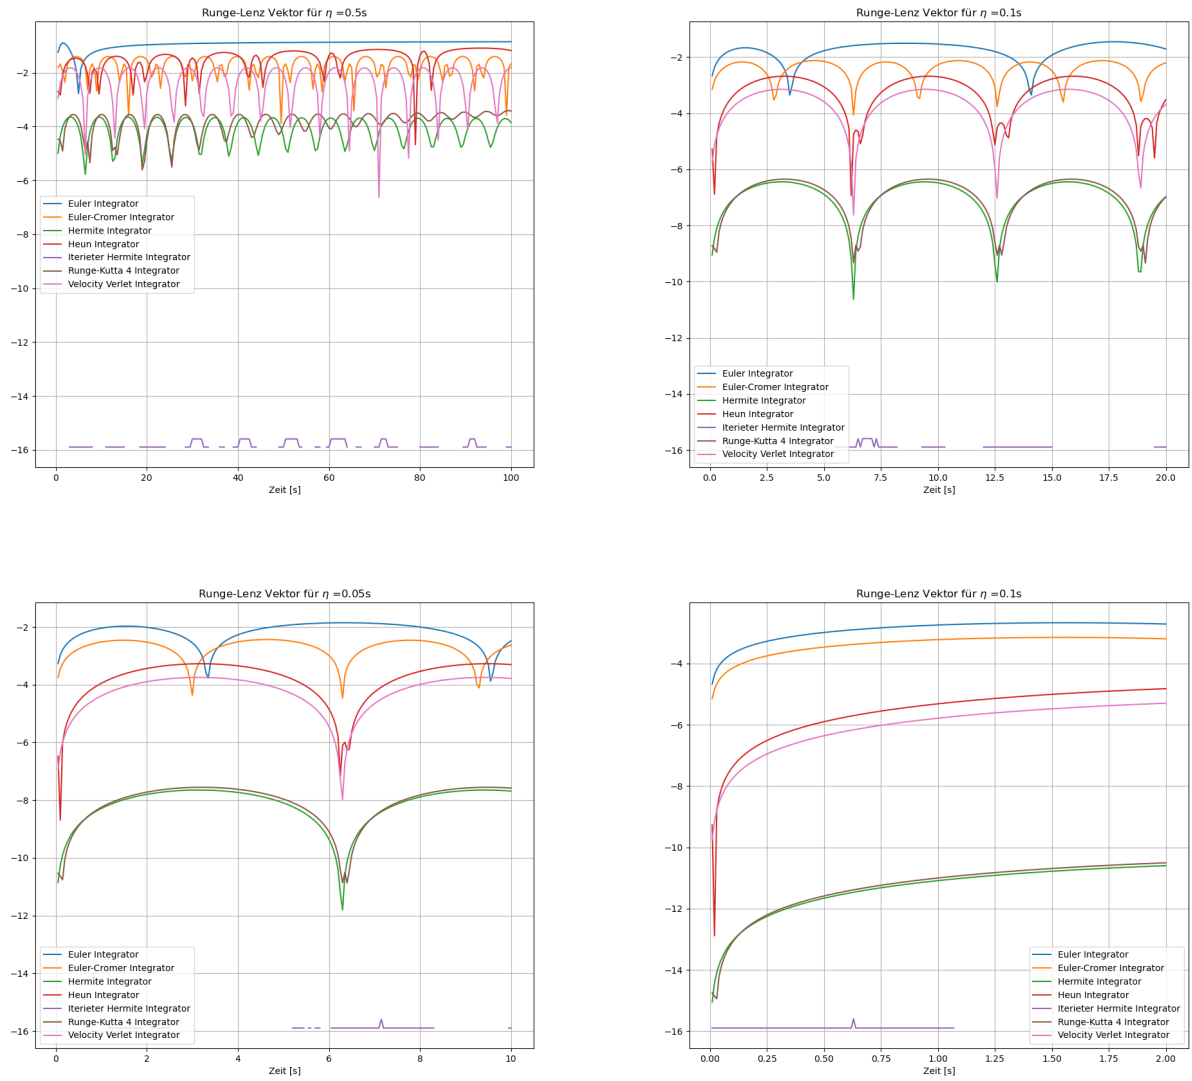 Runge-Lenz Vektor für η =0.5s
−2
−4
−6
−8
−10
−12
−14
−16
Euler Integrator
Euler-Cromer Integrator
Hermite Integrator
Heun Integrator
Iterieter Hermite Integrator
Runge-Kutta 4 Integrator
Velocity Verlet Integrator
0 20 40 60 80 100
Zeit [s]
Runge-Lenz Vektor für η =0.1s
−2
−4
−6
−8
−10
−12
−14
−16
Euler Integrator
Euler-Cromer Integrator
Hermite Integrator
Heun Integrator
Iterieter Hermite Integrator
Runge-Kutta 4 Integrator
Velocity Verlet Integrator
0.0 2.5 5.0 7.5 10.0 12.5 15.0 17.5 20.0
Zeit [s]
Runge-Lenz Vektor für η =0.05s
−2
−4
−6
−8
−10
−12
−14
−16
Euler Integrator
Euler-Cromer Integrator
Hermite Integrator
Heun Integrator
Iterieter Hermite Integrator
Runge-Kutta 4 Integrator
Velocity Verlet Integrator
0 2 4 6 8 10
Zeit [s]
Runge-Lenz Vektor für η =0.1s
−4
−6
−8
−10
−12
−14
−16
Euler Integrator
Euler-Cromer Integrator
Hermite Integrator
Heun Integrator
Iterieter Hermite Integrator
Runge-Kutta 4 Integrator
Velocity Verlet Integrator
0.00 0.25 0.50 0.75 1.00 1.25 1.50 1.75 2.00
Zeit [s]